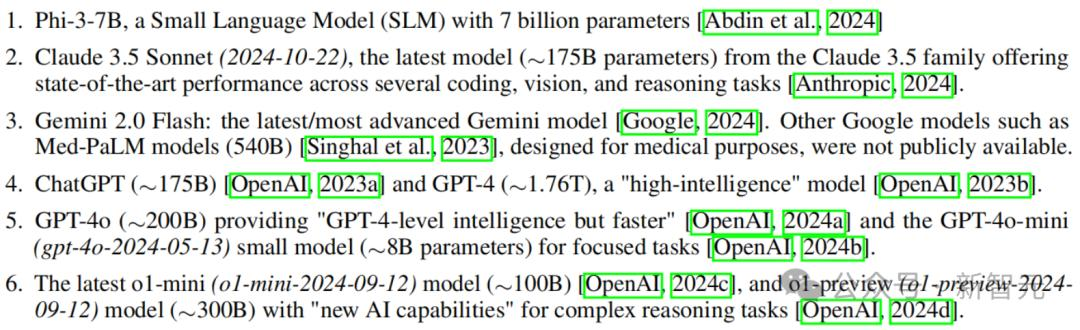 1. Phi-3-7B, a Small Language Model (SLM) with 7 billion parameters [Abdin et al., 2024]
2. Claude 3.5 Sonnet (2024-10-22), the latest model (~175B parameters) from the Claude 3.5 family offering
state-of-the-art performance across several coding, vision, and reasoning tasks [Anthropic, 2024].
3. Gemini 2.0 Flash: the latest/most advanced Gemini model [Google, 2024]. Other Google models such as
Med-PaLM models (540B) [Singhal et al., 2023], designed for medical purposes, were not publicly available.
4. ChatGPT (~175B) [OpenAI, 2023a] and GPT-4 (~1.76T), a "high-intelligence" model [OpenAI, 2023b].
5. GPT-4o (~200B) providing "GPT-4-level intelligence but faster" [OpenAI, 2024a] and the GPT-4o-mini
(gpt-4o-2024-05-13) small model (~8B parameters) for focused tasks [OpenAI, 2024b].
6. The latest o1-mini (o1-mini-2024-09-12) model (~100B) [OpenAI, 2024c], and o1-preview (o1-preview-2024-
09-12) model (~300B) with "new AI capabilities" for complex reasoning tasks [OpenAI, 2024d].
公众号·新智元